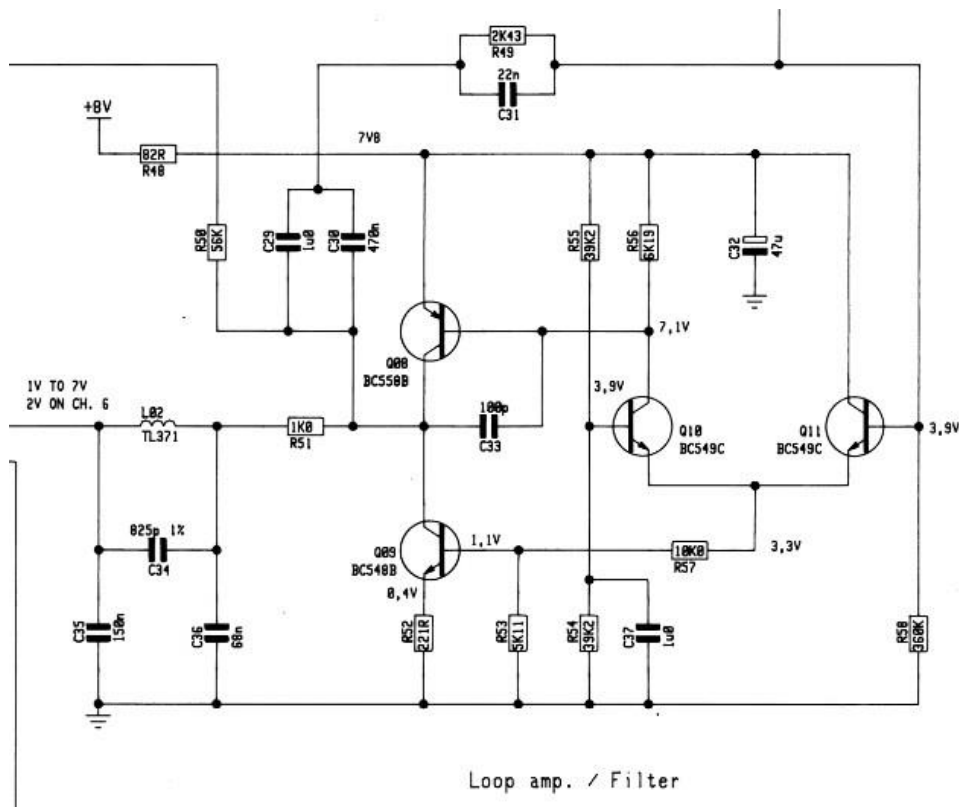 2K43
R49
22n
C31
+8V
82R
R48
7V8
R50
56K
C29
1u0
C30
470n
R55
39K2
R56
6K19
C32
47u
Q08
BC558B
7,1V
1V TO 7V
2V ON CH. 6
L02
TL371
1K0
R51
100p
C33
3,9V
Q10
BC549C
Q11
BC549C
3,9V
825p 1%
C34
Q09
BC548B
1,1V
10K0
R57
3,3V
0,4V
C35
150n
C36
68n
R52
221R
R53
5K11
R54
39K2
C37
1u0
R58
360K
Loop amp. / Filter